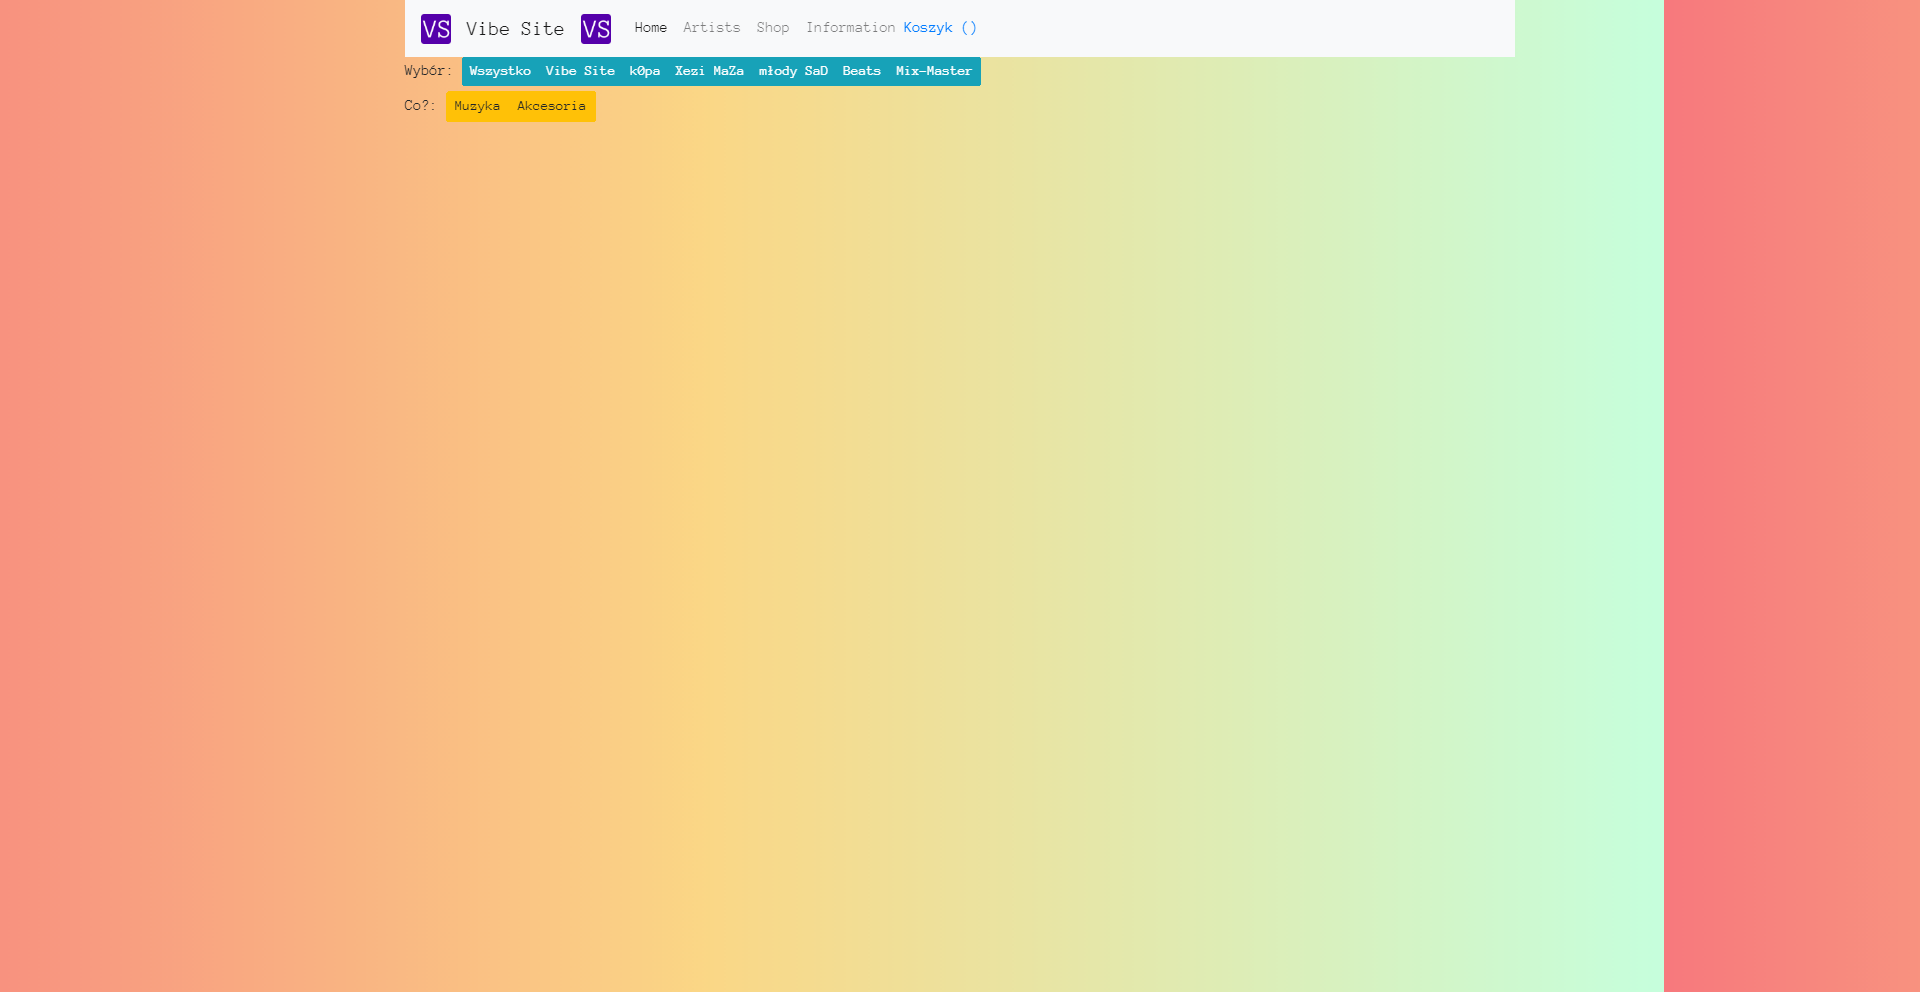 VS Vibe Site VS Home Artists Shop Information Koszyk ()
Wybór: Wszystko Vibe Site k0pa Xezi MaZa młody SaD Beats Mix-Master
Co?: Muzyka Akcesoria